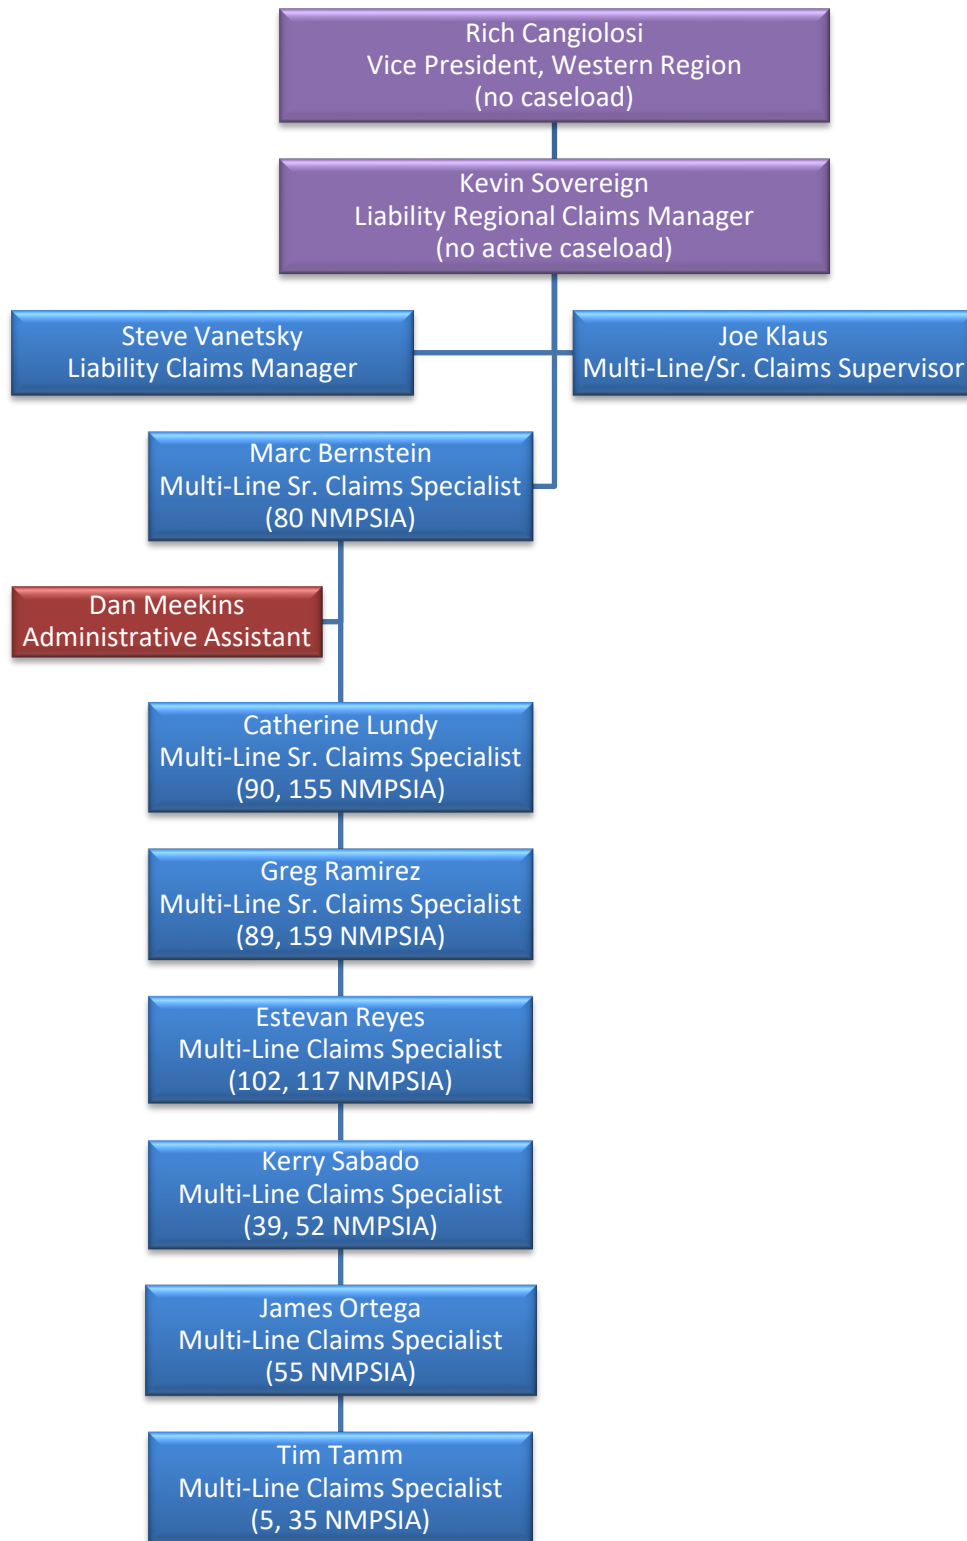 Rich Cangiolosi
Vice President, Western Region
(no caseload)
Kevin Sovereign
Liability Regional Claims Manager
(no active caseload)
Steve Vanetsky
Liability Claims Manager
Joe Klaus
Multi-Line/Sr. Claims Supervisor
Marc Bernstein
Multi-Line Sr. Claims Specialist
(80 NMPSIA)
Dan Meekins
Administrative Assistant
Catherine Lundy
Multi-Line Sr. Claims Specialist
(90, 155 NMPSIA)
Greg Ramirez
Multi-Line Sr. Claims Specialist
(89, 159 NMPSIA)
Estevan Reyes
Multi-Line Claims Specialist
(102, 117 NMPSIA)
Kerry Sabado
Multi-Line Claims Specialist
(39, 52 NMPSIA)
James Ortega
Multi-Line Claims Specialist
(55 NMPSIA)
Tim Tamm
Multi-Line Claims Specialist
(5, 35 NMPSIA)